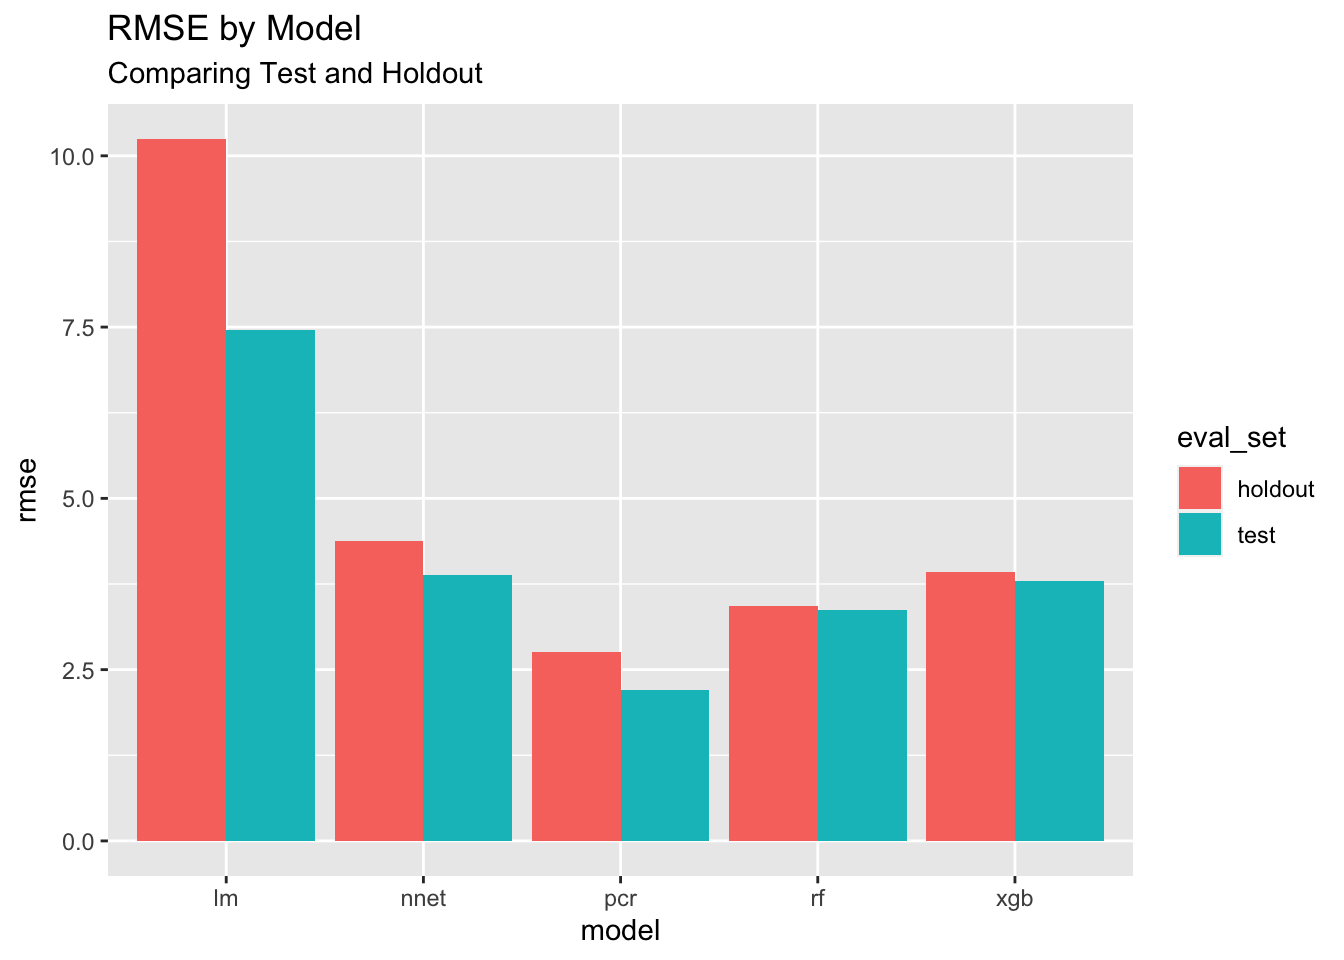 RMSE by Model
Comparing Test and Holdout
10.0
7.5
5.0
2.5
0.0
rmse
lm nnet pcr rf xgb
model
eval_set
holdout
test